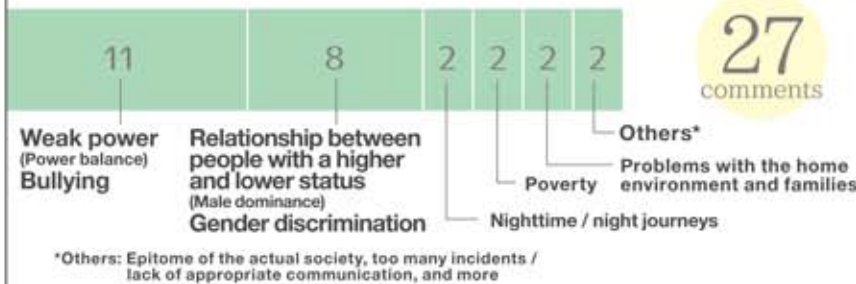 11 8 2 2 2 2
27
comments
Weak power
(Power balance)
Bullying
Relationship between
people with a higher
and lower status
(Male dominance)
Gender discrimination
Nighttime / night journeys
Poverty
Problems with the home
environment and families
Others*
*Others: Epitome of the actual society, too many incidents /
lack of appropriate communication, and more